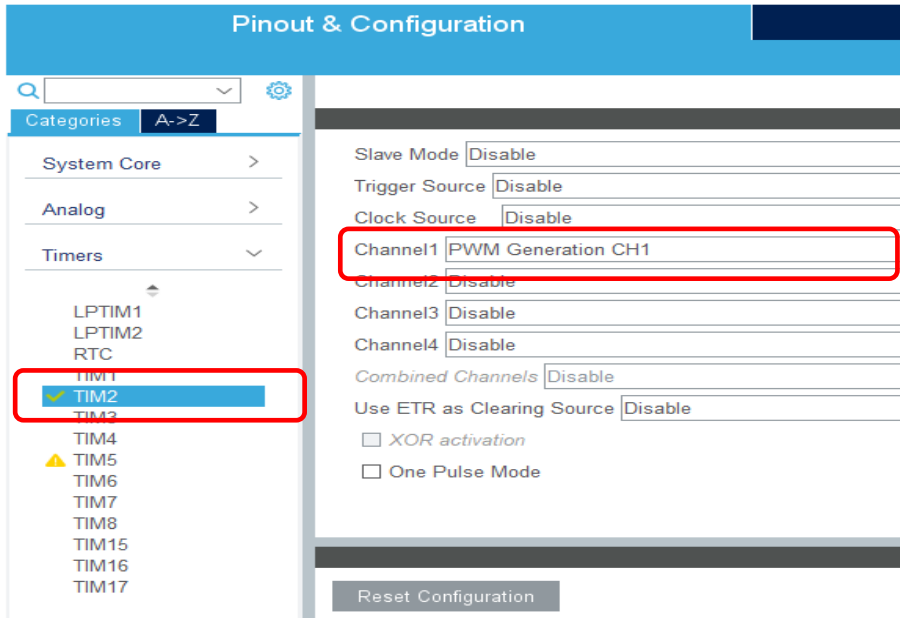 Pinout & Configuration
Categories
A->Z
System Core
Analog
Timers
LPTIM1
LPTIM2
RTC
TIM1
TIM2
TIM3
TIM4
TIM5
TIM6
TIM7
TIM8
TIM15
TIM16
TIM17
Slave Mode Disable
Trigger Source Disable
Clock Source Disable
Channel1 PWM Generation CH1
Channel2 Disable
Channel3 Disable
Channel4 Disable
Combined Channels Disable
Use ETR as Clearing Source Disable
XOR activation
One Pulse Mode
Reset Configuration